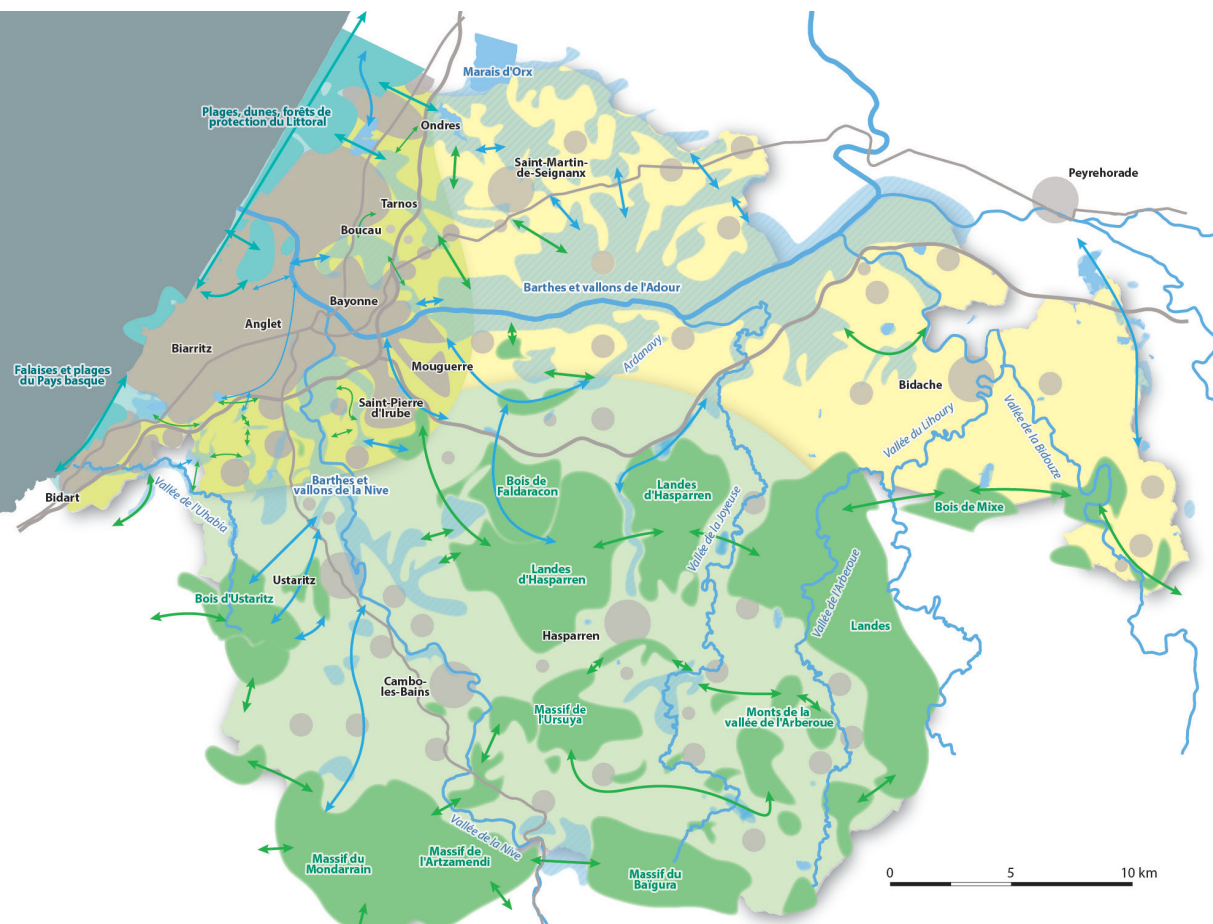 Marais d'Orx
Plages, dunes, forêts de
protection du Littoral
Ondres
Saint-Martin-
de-Seignanx
Peyrehorade
Tarnos
Boucau
Barthes et vallons de l'Adour
Bayonne
Anglet
Biarritz
Mouguerre
Ardanavy
Falaises et plages
du Pays basque
Saint-Pierre
d'Irube
Bidache
Vallée du Lihoury
Vallée de la Bidouze
Bidart
Vallée de l'Uhabia
Barthes et
vallons de la Nive
Bois de
Faldaracon
Landes
d'Hasparren
Vallée de la Joyeuse
Bois de Mixe
Ustaritz
Bois d'Ustaritz
Landes
d'Hasparren
Vallée de l'Arberoue
Landes
Hasparren
Cambo-
les-Bains
Massif de
l'Ursuya
Monts de la
vallée de l'Arberoue
Vallée de la Nive
Massif du
Mondarrain
Massif de
l'Artzamendi
Massif du
Baïgura
0 5 10 km